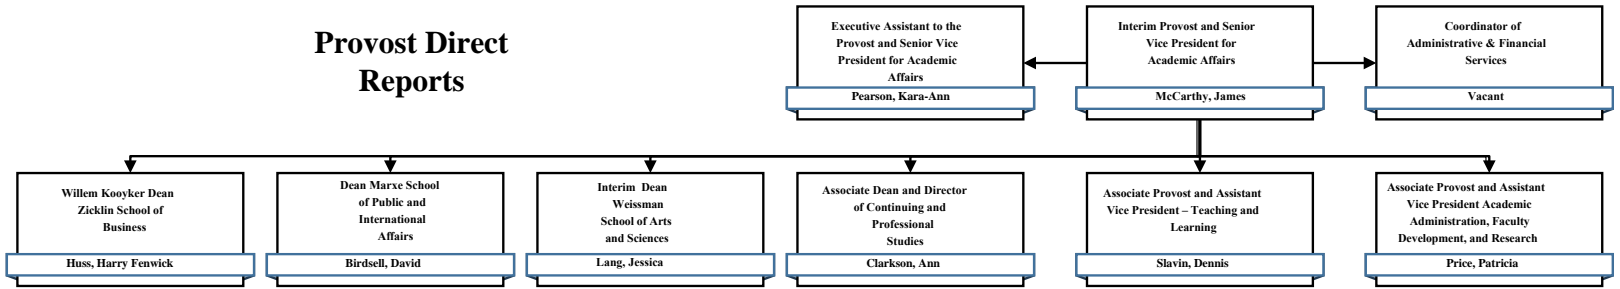 Provost Direct
Reports
Executive Assistant to the
Provost and Senior Vice
President for Academic
Affairs
Pearson, Kara-Ann
Interim Provost and Senior
Vice President for
Academic Affairs
McCarthy, James
Coordinator of
Administrative & Financial
Services
Vacant
Willem Kooyker Dean
Zicklin School of
Business
Huss, Harry Fenwick
Dean Marxe School
of Public and
International
Affairs
Birdsell, David
Interim Dean
Weissman
School of Arts
and Sciences
Lang, Jessica
Associate Dean and Director
of Continuing and
Professional
Studies
Clarkson, Ann
Associate Provost and Assistant
Vice President – Teaching and
Learning
Slavin, Dennis
Associate Provost and Assistant
Vice President Academic
Administration, Faculty
Development, and Research
Price, Patricia